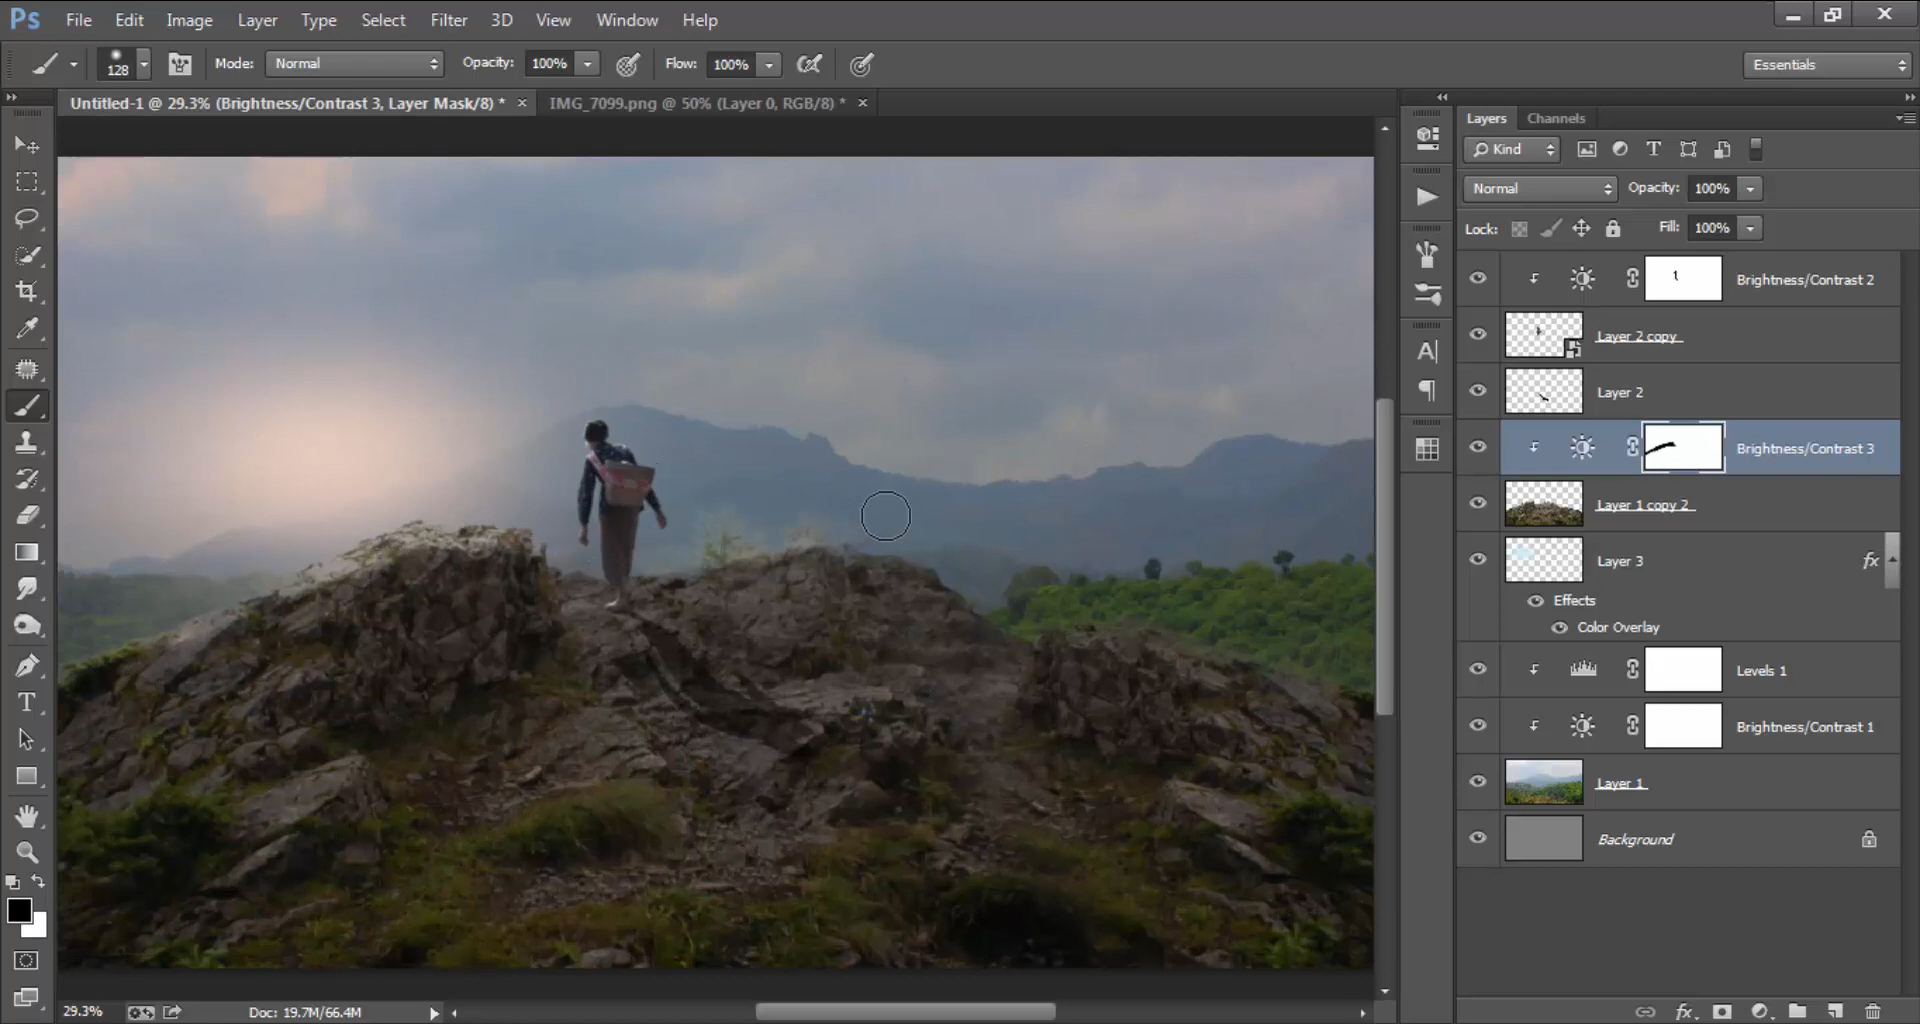 Ps File Edit Image Layer Type Select Filter 3D View Window Help
128 Mode: Normal Opacity: 100% Flow: 100% Essentials
Untitled-1 @ 29.3% (Brightness/Contrast 3, Layer Mask/8) * IMG_7099.png @ 50% (Layer 0, RGB/8) *
Layers Channels
Kind
Normal Opacity: 100%
Lock: Fill: 100%
Brightness/Contrast 2
Layer 2 copy
Layer 2
Brightness/Contrast 3
Layer 1 copy 2
Layer 3 fx
Effects
Color Overlay
Levels 1
Brightness/Contrast 1
Layer 1
Background
29.3% Doc: 19.7M/66.4M fx